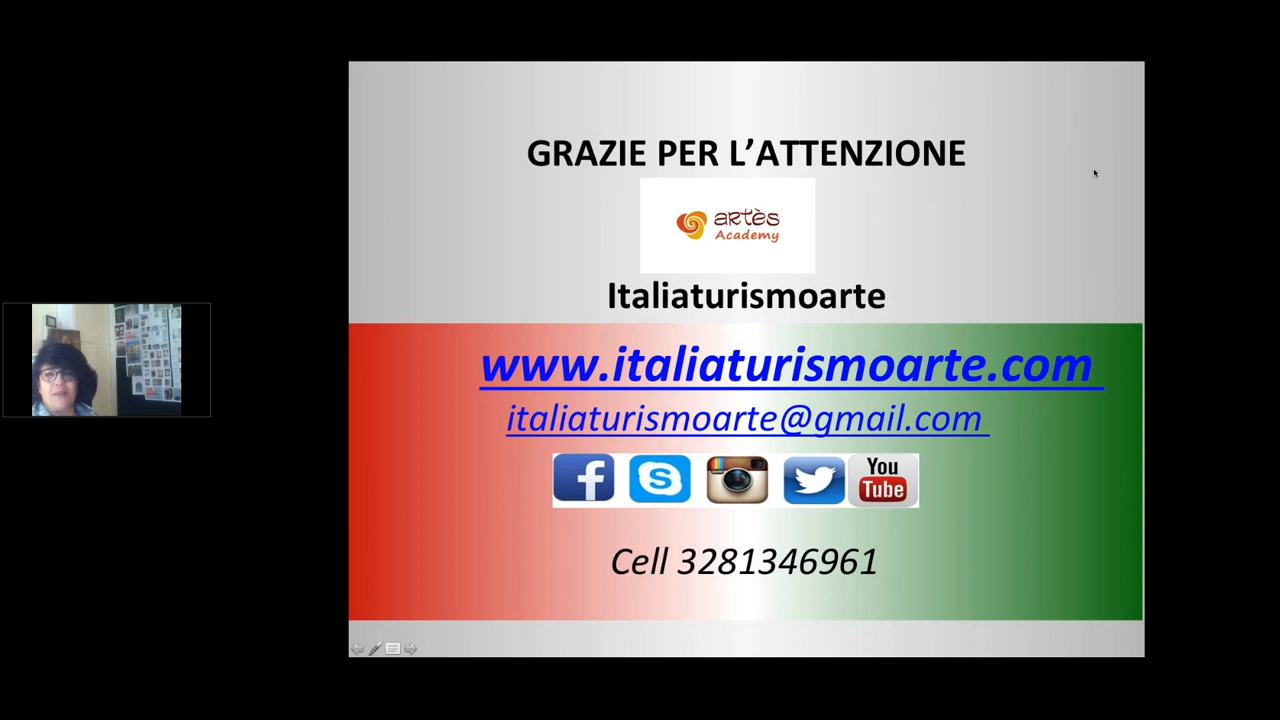 GRAZIE PER L’ATTENZIONE
artès
Academy
Italiaturismoarte
www.italiaturismoarte.com
italiaturismoarte@gmail.com
You
Tube
Cell 3281346961